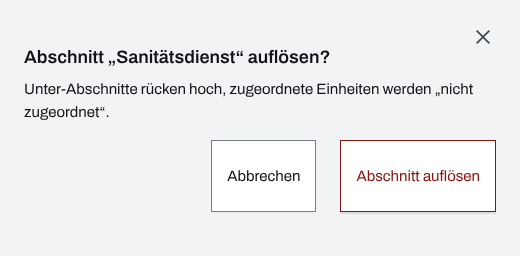 Abschnitt „Sanitätsdienst“ auflösen?
Unter-Abschnitte rücken hoch, zugeordnete Einheiten werden „nicht
zugeordnet“.
Abbrechen
Abschnitt auflösen